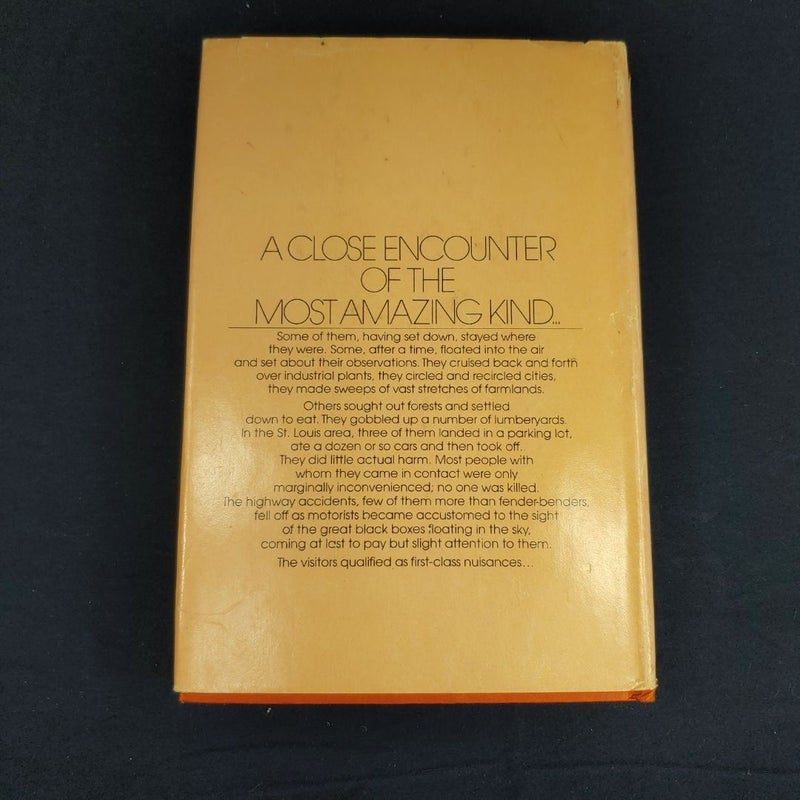 A CLOSE ENCOUNTER
OF THE
MOST AMAZING KIND...
Some of them, having set down, stayed where
they were. Some, after a time, floated into the air
and set about their observations. They cruised back and forth
over industrial plants, they circled and recircled cities,
they made sweeps of vast stretches of farmlands.
Others sought out forests and settled
down to eat. They gobbled up a number of lumberyards.
In the St. Louis area, three of them landed in a parking lot,
ate a dozen or so cars and then took off.
They did little actual harm. Most people with
whom they came in contact were only
marginally inconvenienced; no one was killed.
The highway accidents, few of them more than fender-benders,
fell off as motorists became accustomed to the sight
of the great black boxes floating in the sky,
coming at last to pay but slight attention to them.
The visitors qualified as first-class nuisances...